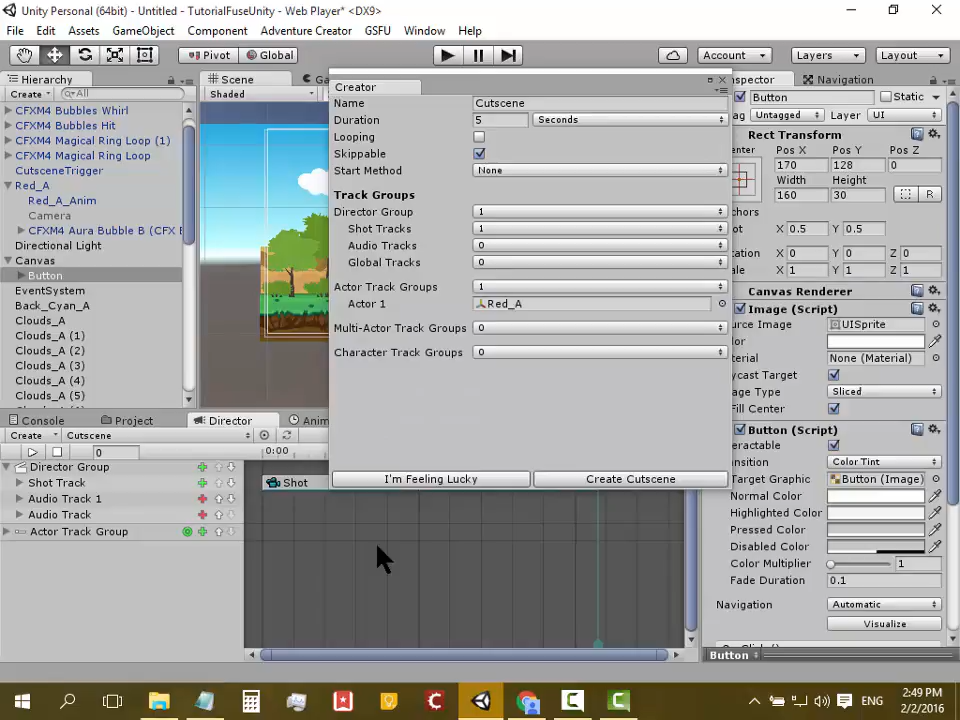 Unity Personal (64bit) - Untitled - TutorialFuseUnity - Web Player* <DX9>
File Edit Assets GameObject Component Adventure Creator GSFU Window Help
Pivot Global Account Layers Layout
Hierarchy Scene Creator Inspector Navigation
Create All Shaded
CFXM4 Bubbles Whirl
CFXM4 Bubbles Hit
CFXM4 Magical Ring Loop (1)
CFXM4 Magical Ring Loop
CutsceneTrigger
Red_A
Red_A_Anim
Camera
CFXM4 Aura Bubble B (CFX
Directional Light
Canvas
Button
EventSystem
Back_Cyan_A
Clouds_A
Clouds_A (1)
Clouds_A (2)
Clouds_A (3)
Clouds_A (4)
Clouds_A (5)
Name Cutscene
Duration 5 Seconds
Looping
Skippable
Start Method None
Track Groups
Director Group 1
Shot Tracks 1
Audio Tracks 0
Global Tracks 0
Actor Track Groups 1
Actor 1 Red_A
Multi-Actor Track Groups 0
Character Track Groups 0
I'm Feeling Lucky Create Cutscene
Button Static
Untagged Layer UI
Rect Transform
Pos X Pos Y Pos Z
170 128 0
Width Height
160 30
R
X 0.5 Y 0.5
X 0 Y 0 Z 0
X 1 Y 1 Z 1
Canvas Renderer
Image (Script)
UISprite
None (Material)
Sliced
Fill Center
Button (Script)
Color Tint
Target Graphic Button (Image)
Normal Color
Highlighted Color
Pressed Color
Disabled Color
Color Multiplier 1
Fade Duration 0.1
Navigation Automatic
Visualize
Button
Console Project Director
Create Cutscene
0 0:00
Director Group
Shot Track Shot
Audio Track 1
Audio Track
Actor Track Group
ENG 2:49 PM
2/2/2016